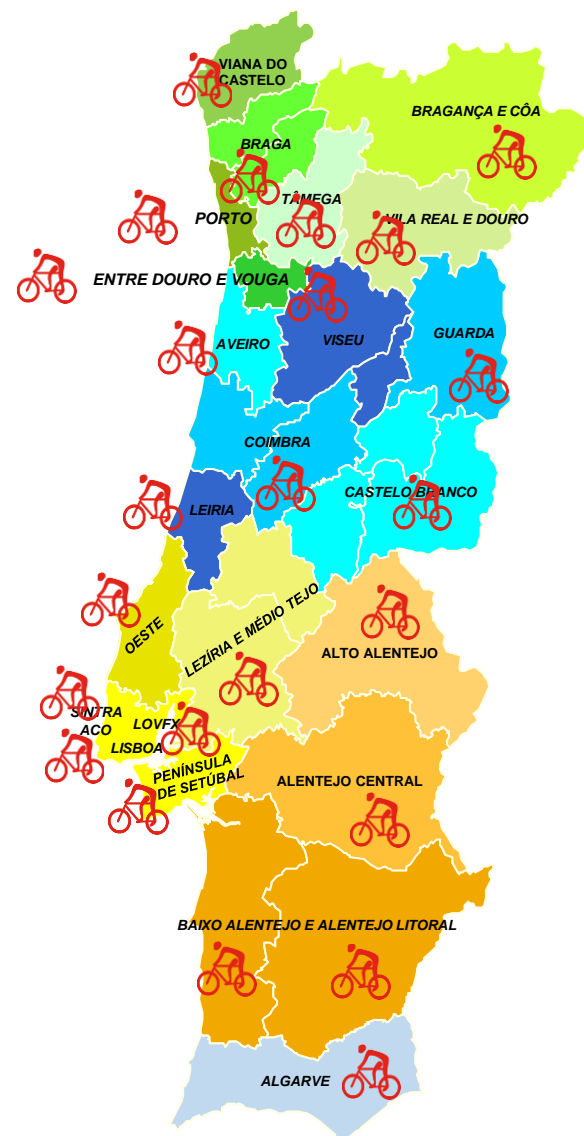 VIANA DO
CASTELO
BRAGANÇA E CÔA
BRAGA
TÂMEGA
PORTO
VILA REAL E DOURO
ENTRE DOURO E VOUGA
AVEIRO
VISEU
GUARDA
COIMBRA
CASTELO BRANCO
LEIRIA
OESTE
LEZÍRIA E MÉDIO TEJO
ALTO ALENTEJO
SINTRA
ACO
LOVFX
LISBOA
PENÍNSULA
DE SETÚBAL
ALENTEJO CENTRAL
BAIXO ALENTEJO E ALENTEJO LITORAL
ALGARVE